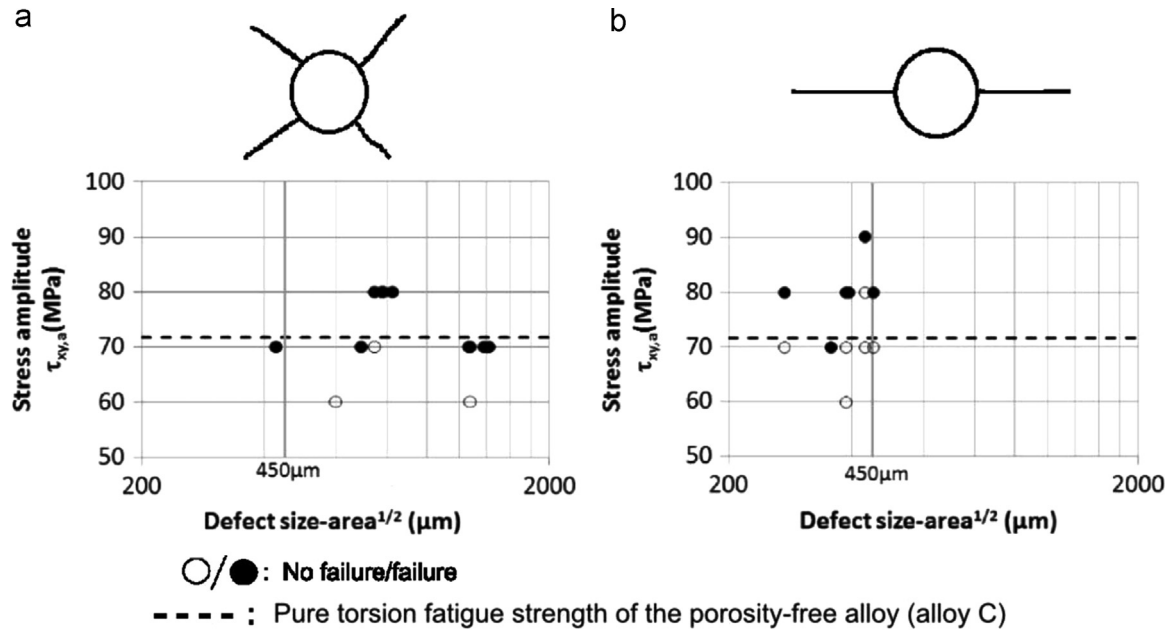 a
b
100
90
80
70
60
50
Stress amplitude
τxy,a(MPa)
450µm
200
2000
Defect size-area1/2 (µm)
100
90
80
70
60
50
Stress amplitude
τxy,a(MPa)
450µm
200
2000
Defect size-area1/2 (µm)
/ : No failure/failure
: Pure torsion fatigue strength of the porosity-free alloy (alloy C)